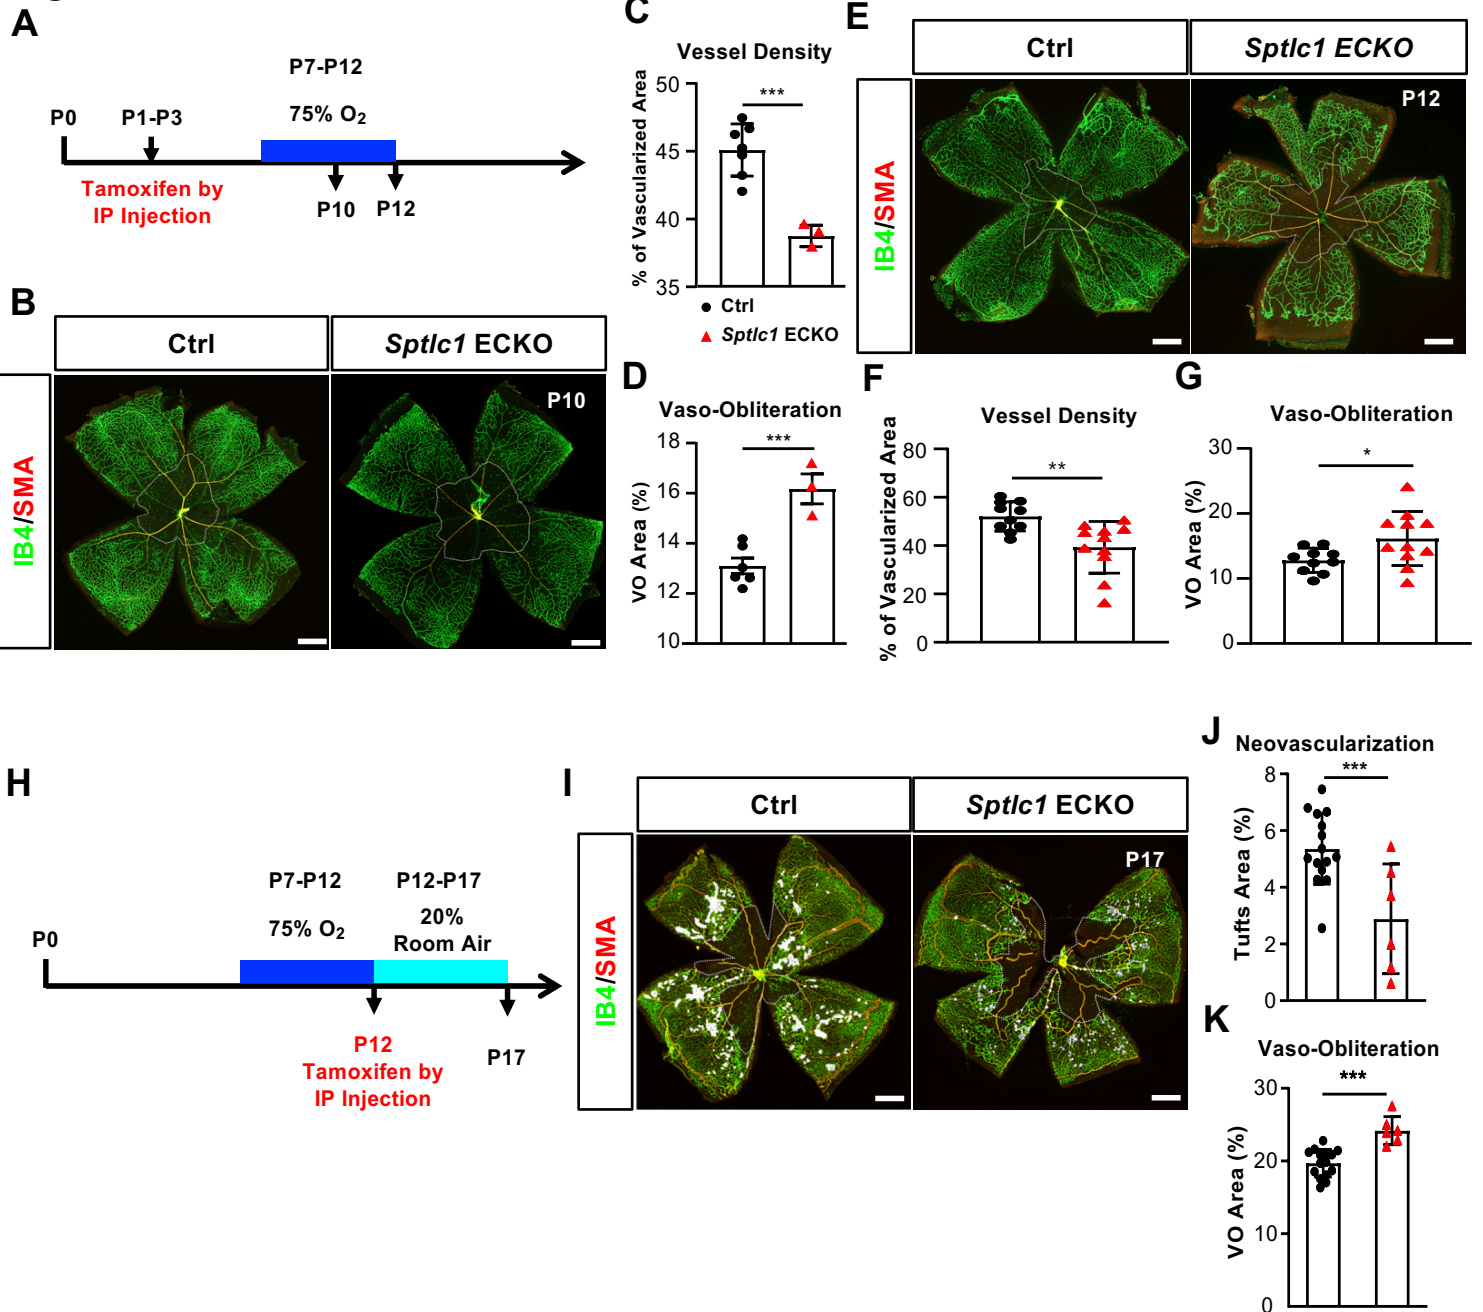 A
P0
P1-P3
P7-P12
75% O2
Tamoxifen by
IP Injection
P10
P12
B
Ctrl
Sptlc1 ECKO
IB4/SMA
P10
C
Vessel Density
% of Vascularized Area
50
45
40
35
***
Ctrl
Sptlc1 ECKO
D
Vaso-Obliteration
VO Area (%)
18
16
14
12
10
***
E
Ctrl
Sptlc1 ECKO
IB4/SMA
P12
F
Vessel Density
% of Vascularized Area
80
60
40
20
0
**
G
Vaso-Obliteration
VO Area (%)
30
20
10
0
*
H
P0
P7-P12
75% O2
P12-P17
20%
Room Air
P12
Tamoxifen by
IP Injection
P17
I
Ctrl
Sptlc1 ECKO
IB4/SMA
P17
J
Neovascularization
Tufts Area (%)
8
6
4
2
0
***
K
Vaso-Obliteration
VO Area (%)
30
20
10
0
***